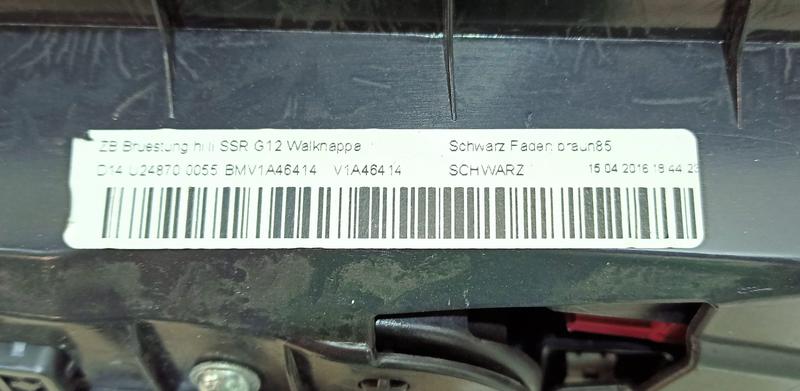 ZB Bruestung hi li SSR G12 Walknappa Schwarz Faden braun85
D14 U24870 0055 BMV1A46414 V1A46414 SCHWARZ 15 04 2016 18 44